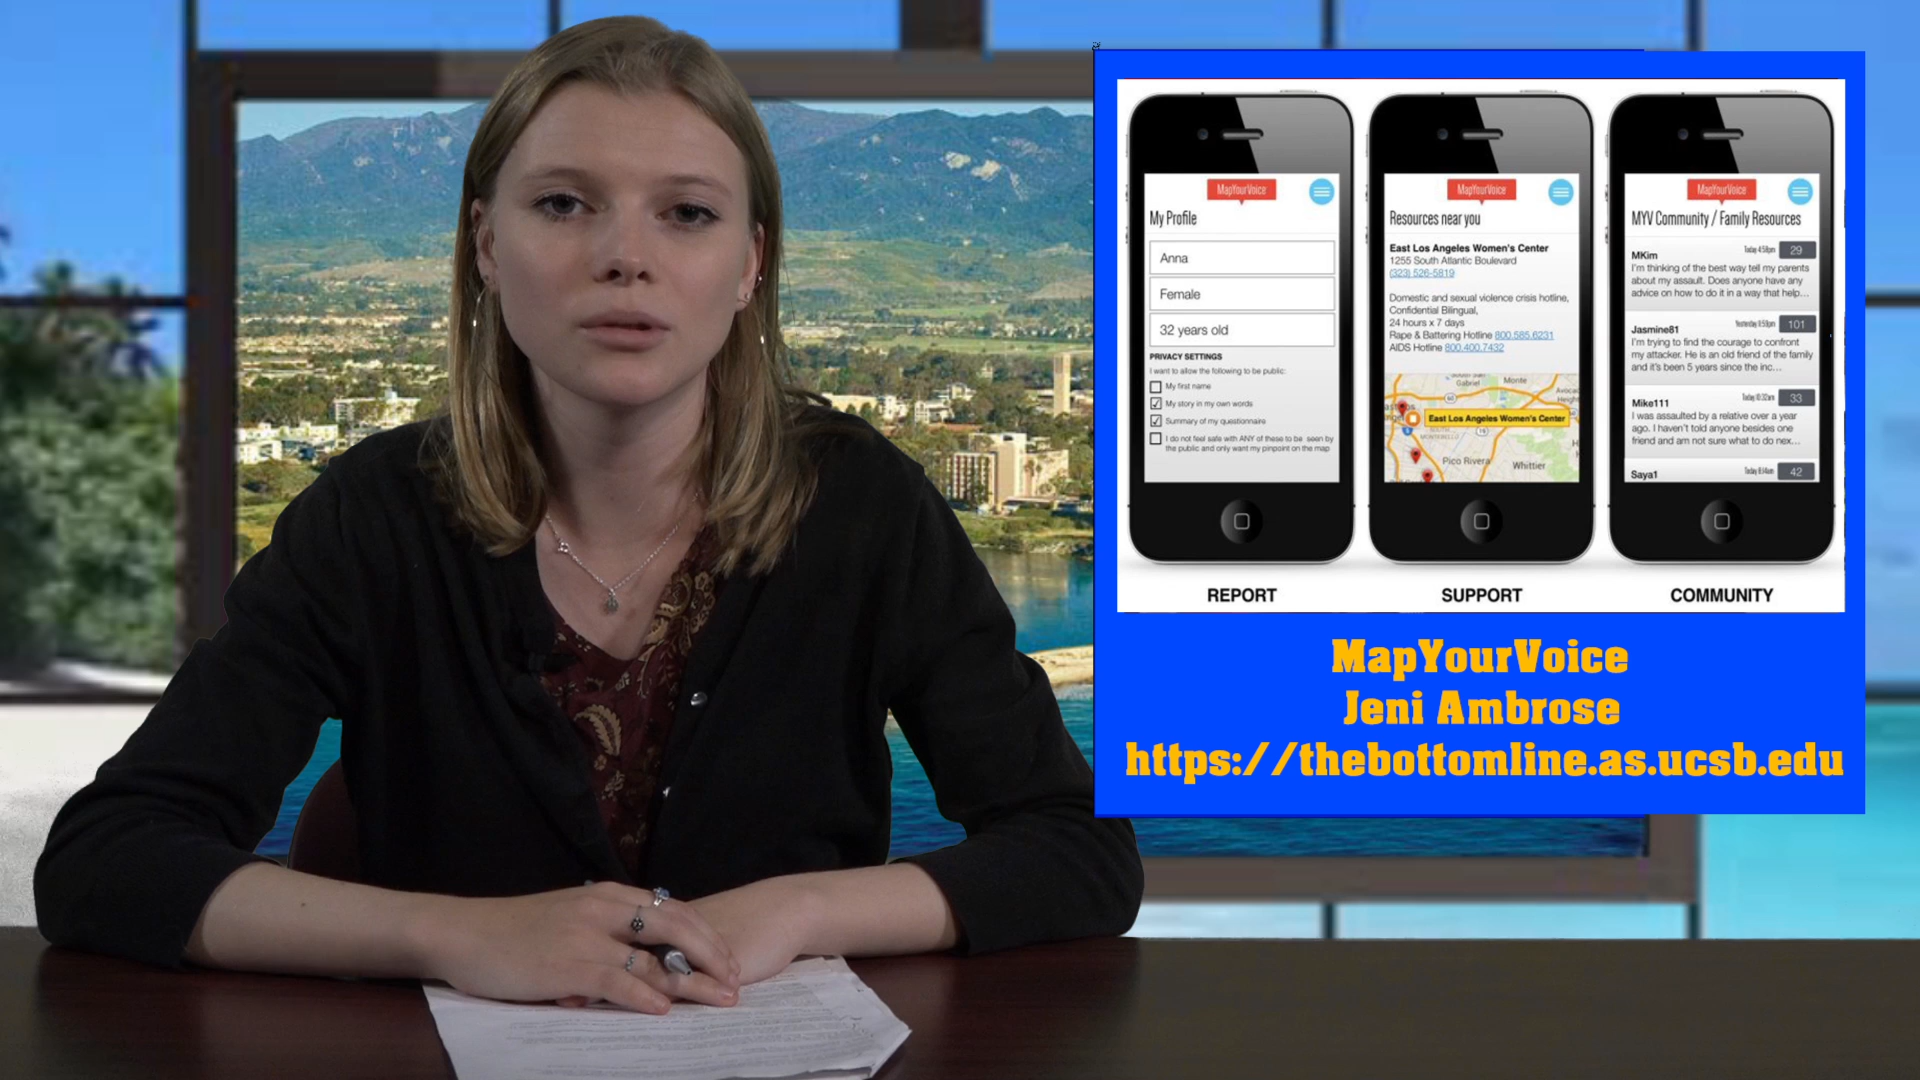 MapYourVoice
My Profile
Anna
Female
32 years old
PRIVACY SETTINGS
I want to allow the following to be public:
My first name
My story in my own words
Summary of my questionnaire
I do not feel safe with ANY of these to be seen by
the public and only want my pinpoint on the map
REPORT
MapYourVoice
Resources near you
East Los Angeles Women's Center
1255 South Atlantic Boulevard
(323) 526-5819
Domestic and sexual violence crisis hotline,
Confidential Bilingual,
24 hours x 7 days
Rape & Battering Hotline 800.585.6231
AIDS Hotline 800.400.7432
Gabriel
Monte
East Los Angeles Women's Center
Pico Rivera
Whittier
SUPPORT
MapYourVoice
MYV Community / Family Resources
MKim Today 4:58pm 29
I'm thinking of the best way tell my parents
about my assault. Does anyone have any
advice on how to do it in a way that help...
Jasmine81 101
I'm trying to find the courage to confront
my attacker. He is an old friend of the family
and it's been 5 years since the inc...
Mike111 33
I was assaulted by a relative over a year
ago. I haven't told anyone besides one
friend and am not sure what to do nex...
Saya1 42
COMMUNITY
MapYourVoice
Jeni Ambrose
https://thebottomline.as.ucsb.edu